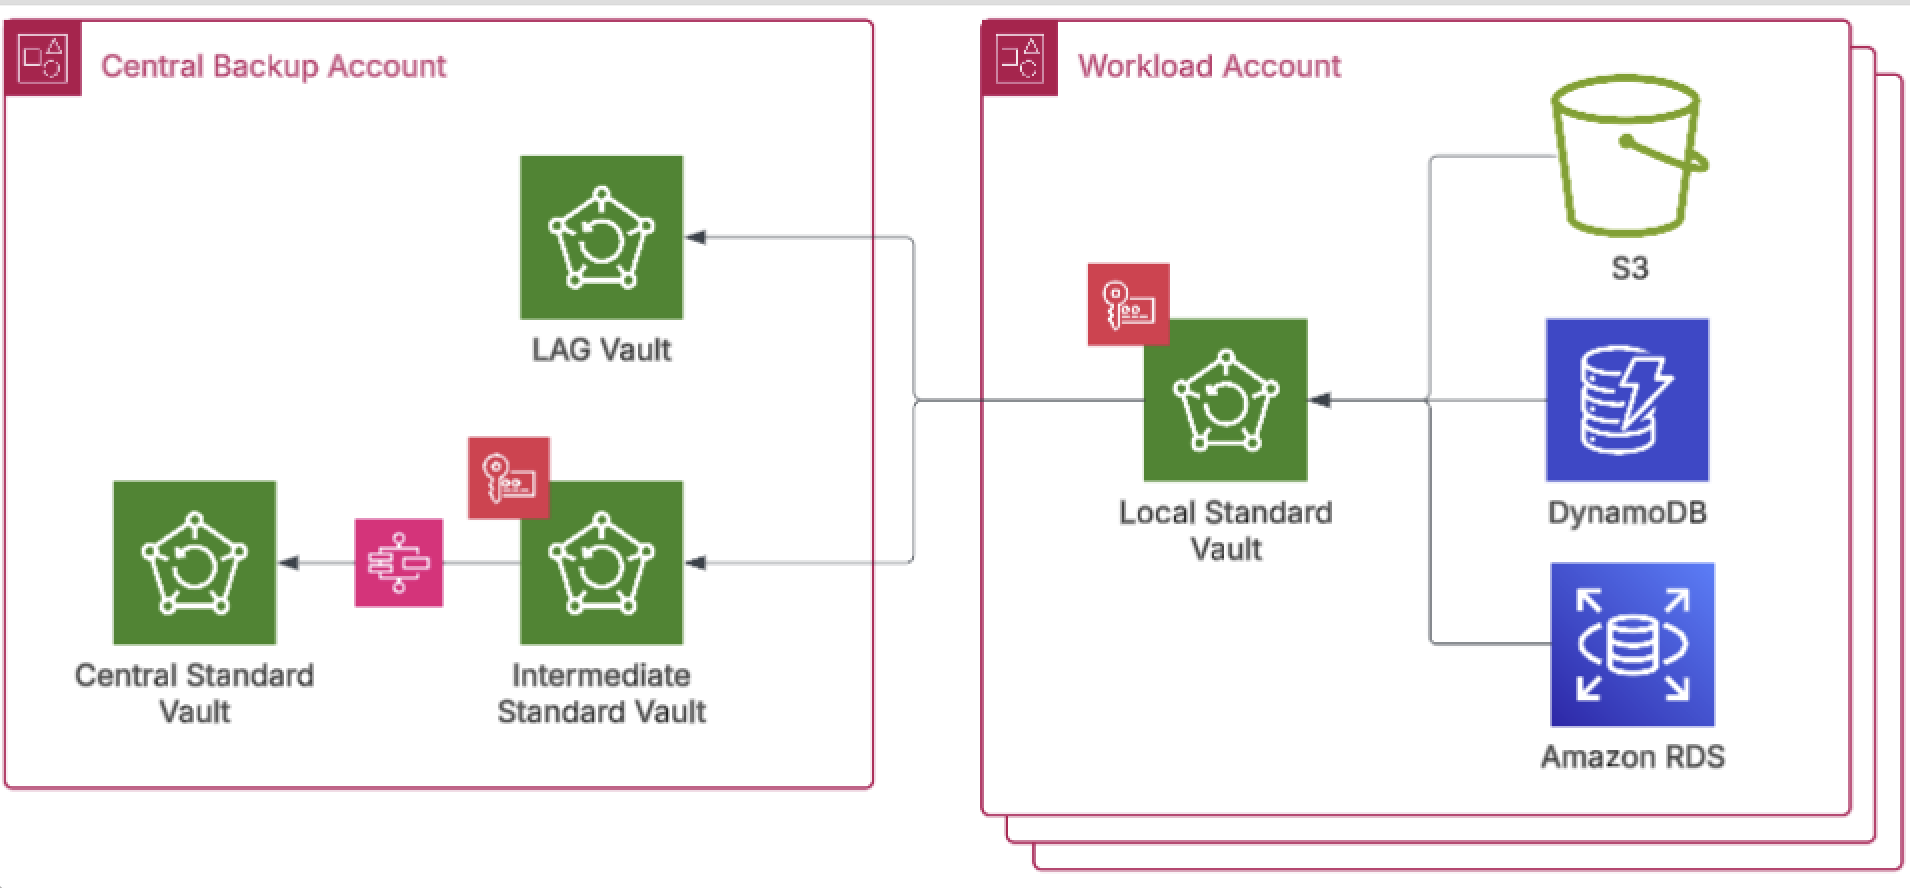 Central Backup Account
LAG Vault
Central Standard
Vault
Intermediate
Standard Vault
Workload Account
S3
Local Standard
Vault
DynamoDB
Amazon RDS